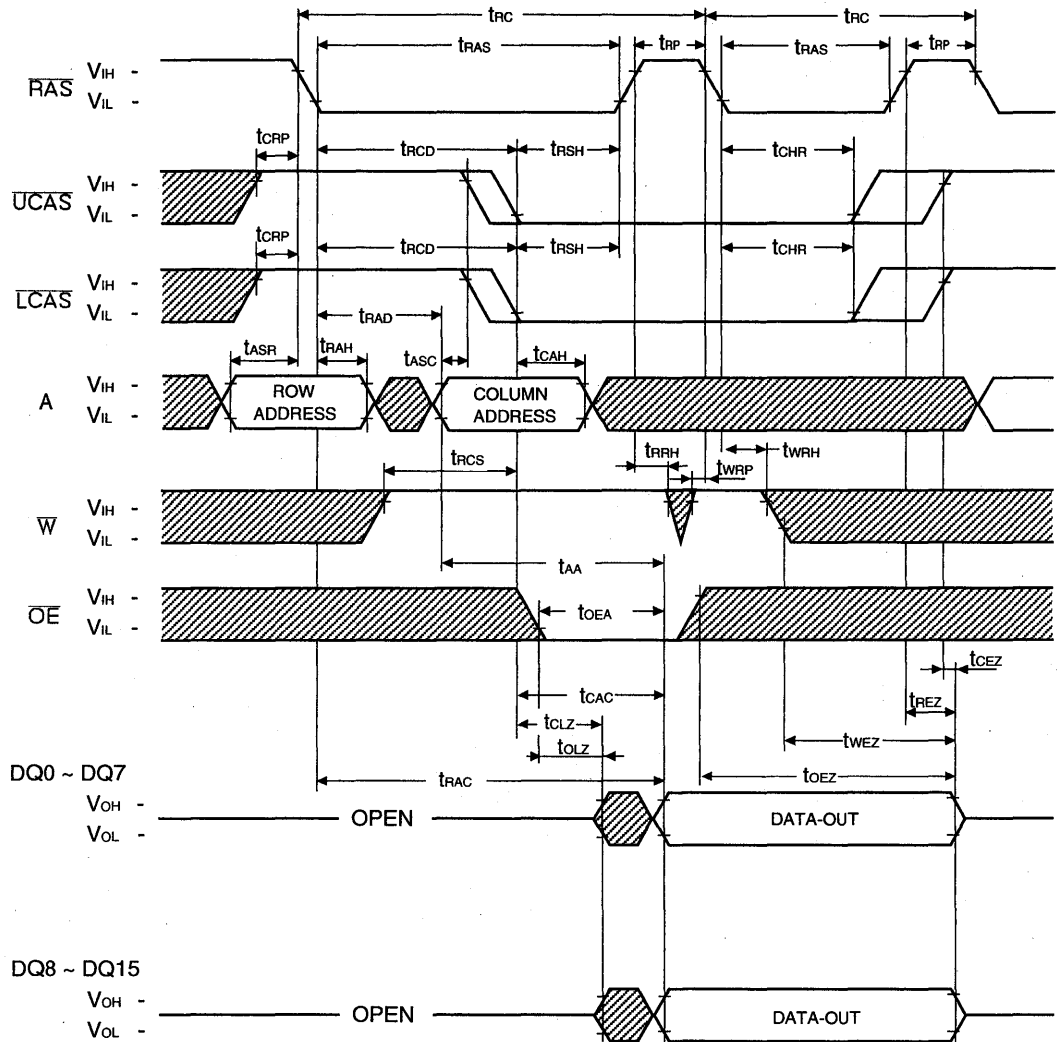 tRC tRC
tRAS tRP tRAS tRP
RAS VIH -
VIL -
tCRP tRCD tRSH tCHR
UCAS VIH -
VIL -
tCRP tRCD tRSH tCHR
LCAS VIH -
VIL -
tRAD
tASR tRAH tASC tCAH
A VIH -
VIL -
ROW
ADDRESS
COLUMN
ADDRESS
tRCS tRRH tWRP tWRH
W VIH -
VIL -
tAA
OE VIH -
VIL -
tOEA
tCEZ
tCAC tREZ
tCLZ tWEZ
tOLZ tOEZ
tRAC
DQ0 ~ DQ7
VOH -
VOL -
OPEN DATA-OUT
DQ8 ~ DQ15
VOH -
VOL -
OPEN DATA-OUT